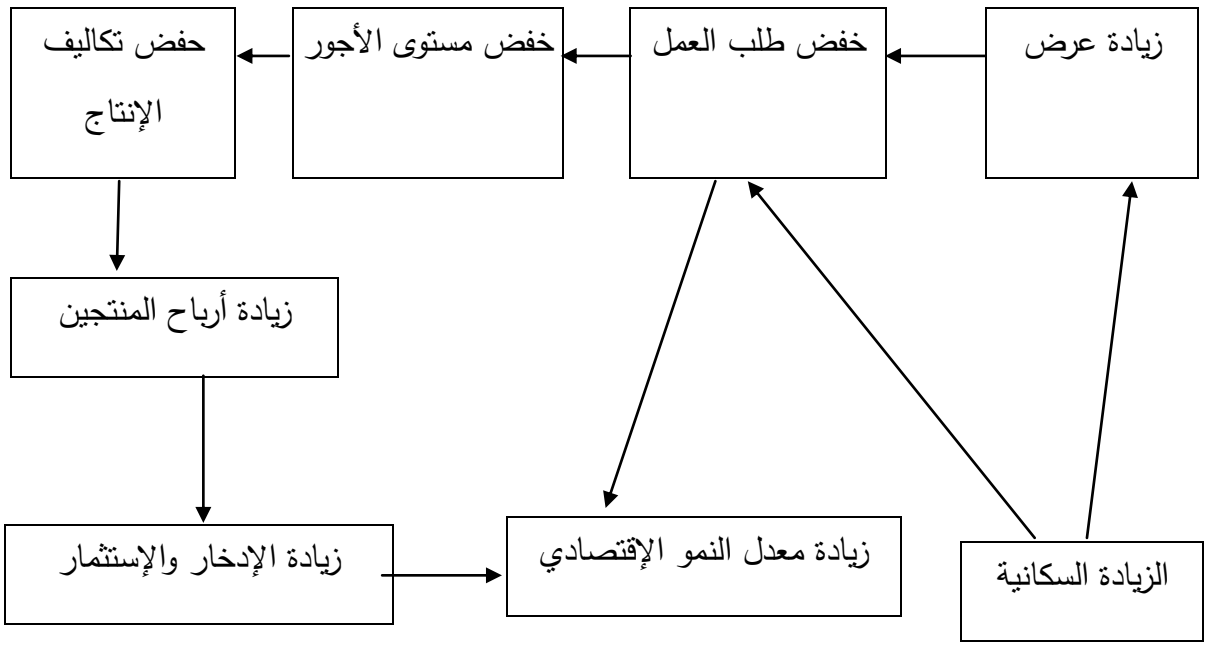 زيادة عرض
خفض طلب العمل
خفض مستوى الأجور
حفض تكاليف
الإنتاج
زيادة أرباح المنتجين
زيادة الإدخار والإستثمار
زيادة معدل النمو الإقتصادي
الزيادة السكانية